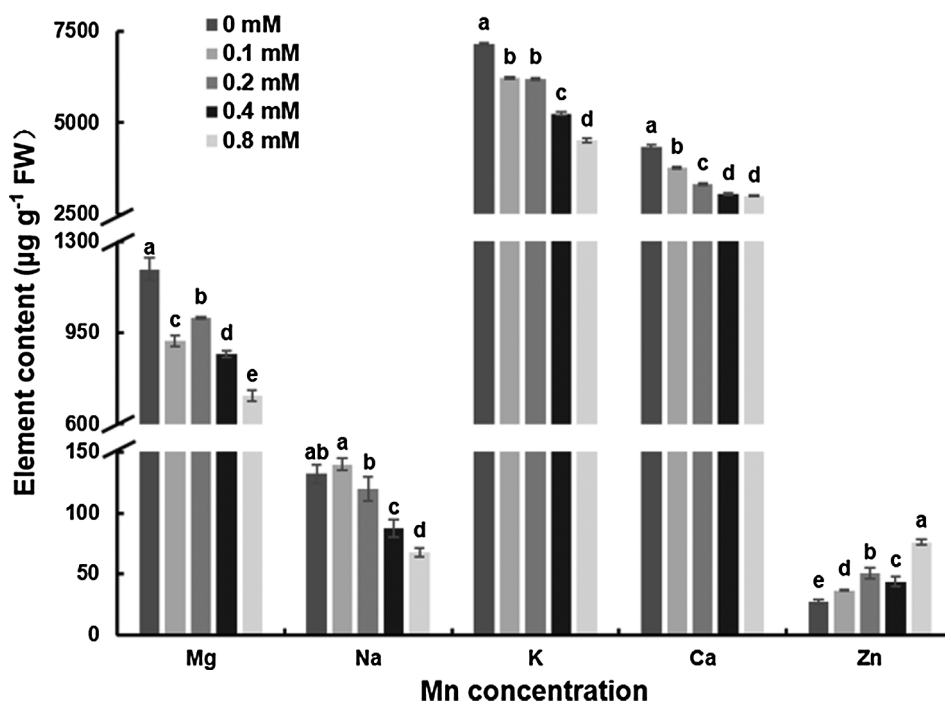 0 mM
0.1 mM
0.2 mM
0.4 mM
0.8 mM
Element content (µg g⁻¹ FW)
7500
5000
2500
1300
950
600
150
100
50
0
a
c
b
d
e
ab
a
b
c
d
a
b
b
c
d
a
b
c
d
d
e
d
b
c
a
Mg
Na
K
Ca
Zn
Mn concentration